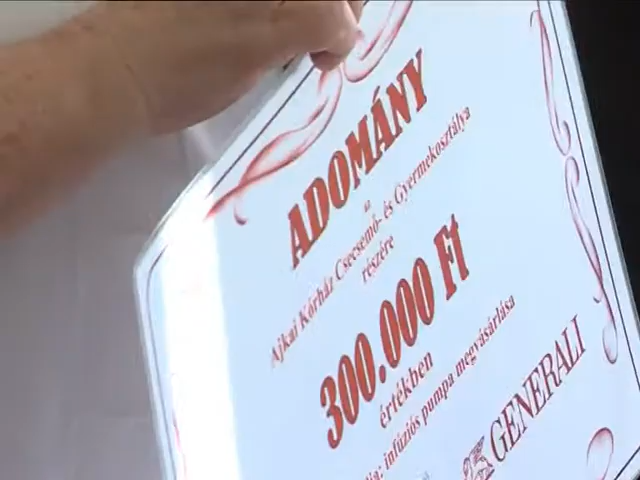 ADOMÁNY
az
Ajkai Kórház Csecsemő- és Gyermekosztálya
részére
300.000 Ft
értékben
infúziós pumpa megvásárlása
GENERALI